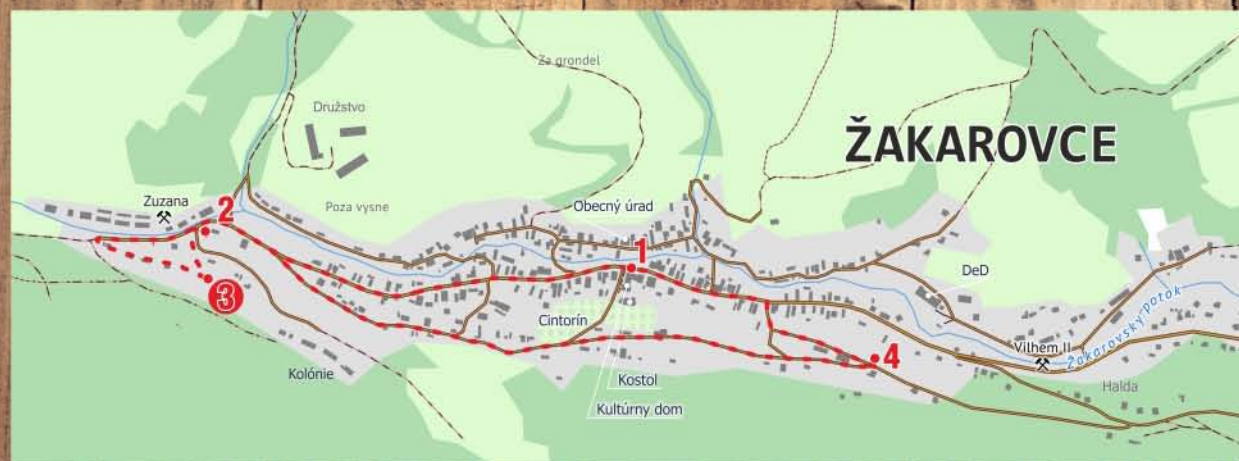 Za grondel
Družstvo
ŽAKAROVCE
Zuzana
2
Poza vysne
Obecný úrad
1
DeD
3
Cintorín
Žakarovský potok
Vilhem II
4
Kolónie
Kostol
Halda
Kultúrny dom